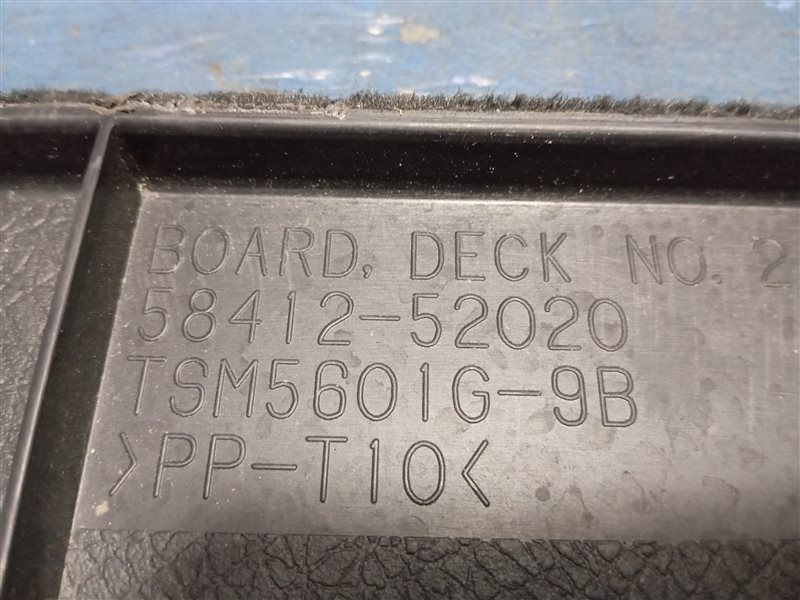 BOARD, DECK NO. 2
58412-52020
TSM5601G-9B
>PP-T10<